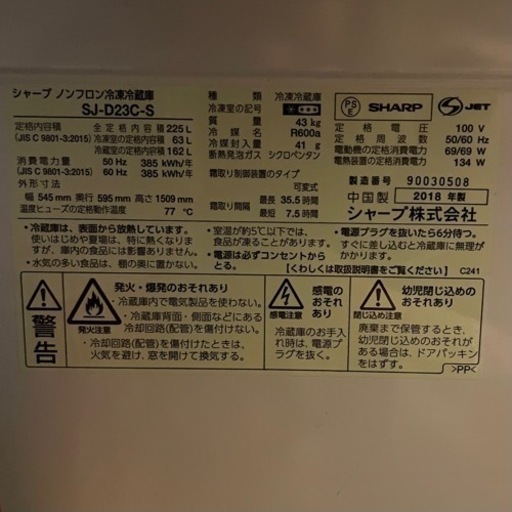 シャープ ノンフロン冷凍冷蔵庫
SJ-D23C-S
定格内容積 全定格内容積 225 L
(JIS C 9801-3:2015) 冷凍室の定格内容積 63 L
冷蔵室の定格内容積 162 L
消費電力量 50 Hz 385 kWh/年
(JIS C 9801-3:2015) 60 Hz 385 kWh/年
外形寸法
幅 545 mm 奥行 595 mm 高さ 1509 mm
温度ヒューズの定格動作温度 77 ℃
種類 冷凍冷蔵庫
冷凍室の記号
質量 43 kg
冷媒名 R600a
冷媒封入量 41 g
断熱発泡ガス シクロペンタン
霜取り制御装置のタイプ
可変式
霜取り間隔 最長 35.5 時間
最短 7.5 時間
PS
E
SHARP
S JET
定格電圧 100 V
定格周波数 50/60 Hz
電動機の定格消費電力 69/69 W
電熱装置の定格消費電力 134 W
製造番号 90030508
中国製 2018 年製
シャープ株式会社
・冷蔵庫は、表面から放熱しています。
使いはじめや夏場は、特に熱くなりま
すが、庫内の食品には影響ありません。
・水気の多い食品は、棚の奥に置かない。
・室温が約5℃以下では、
食品が凍ることがあります。
・電源は必ずコンセントから
とる。
・電源プラグを抜いたら6分待つ。
すぐに差し込むと冷蔵庫に無理が
かかります。
【くわしくは取扱説明書をご覧ください】 C241
警告
発火注意
発火・爆発のおそれあり
・冷蔵庫内で電気製品を使わない。
・冷蔵庫背面・側面などにある
冷却回路(配管)を傷付けない。
・冷却回路(配管)を傷付けたときは、
火気を避け、窓を開けて換気する。
感電注意
感電の
おそれ
あり
冷蔵庫のお手入
れ時は、電源プ
ラグを抜く。
閉じ込め注意
幼児閉じ込めの
おそれあり
廃棄まで保管するとき、
幼児閉じ込めのおそれ
がある場合は、ドアパッキン
をはずす。
>PP<